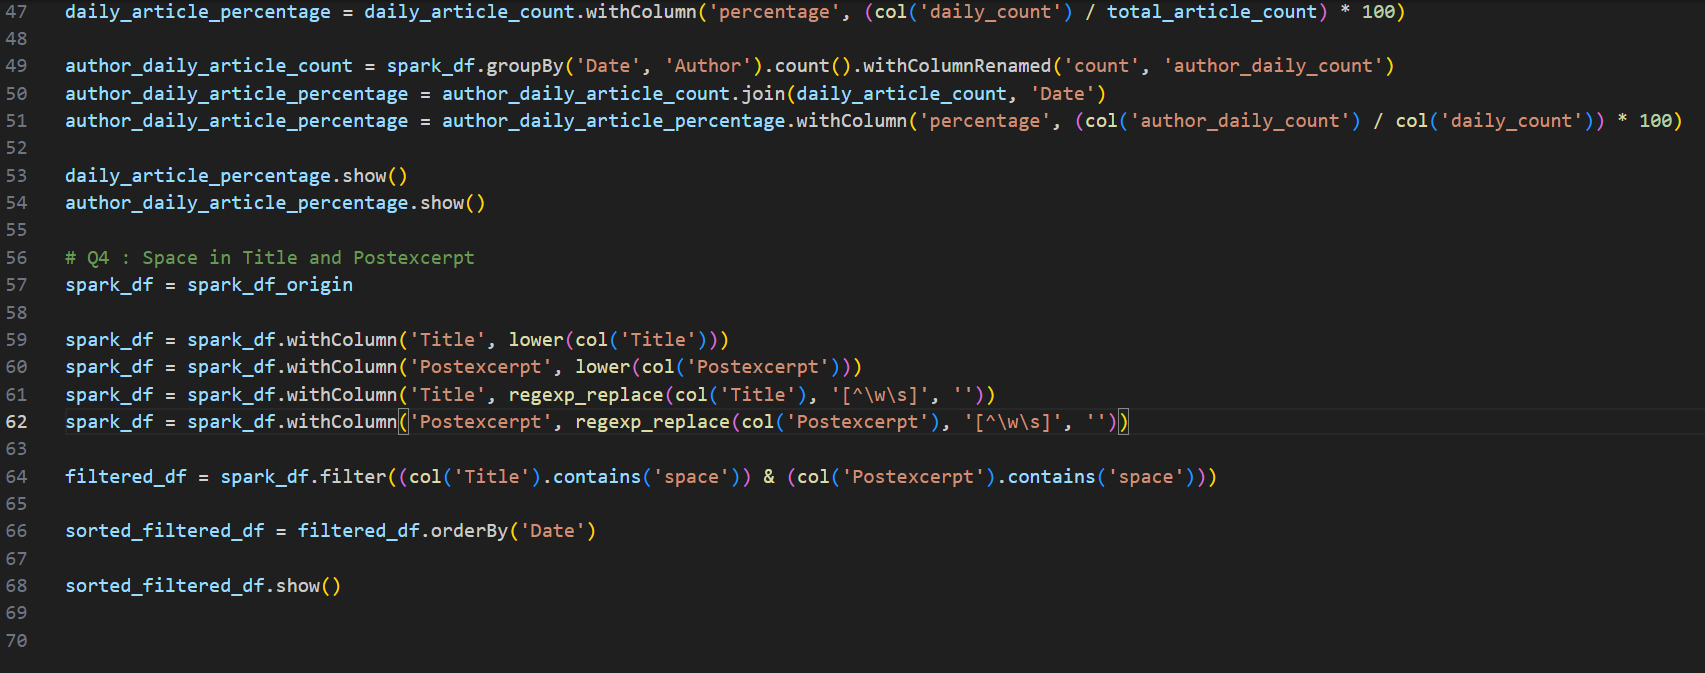 47 daily_article_percentage = daily_article_count.withColumn('percentage', (col('daily_count') / total_article_count) * 100)
48
49 author_daily_article_count = spark_df.groupBy('Date', 'Author').count().withColumnRenamed('count', 'author_daily_count')
50 author_daily_article_percentage = author_daily_article_count.join(daily_article_count, 'Date')
51 author_daily_article_percentage = author_daily_article_percentage.withColumn('percentage', (col('author_daily_count') / col('daily_count')) * 100)
52
53 daily_article_percentage.show()
54 author_daily_article_percentage.show()
55
56 # Q4 : Space in Title and Postexcerpt
57 spark_df = spark_df_origin
58
59 spark_df = spark_df.withColumn('Title', lower(col('Title')))
60 spark_df = spark_df.withColumn('Postexcerpt', lower(col('Postexcerpt')))
61 spark_df = spark_df.withColumn('Title', regexp_replace(col('Title'), '[^\w\s]', ''))
62 spark_df = spark_df.withColumn('Postexcerpt', regexp_replace(col('Postexcerpt'), '[^\w\s]', ''))
63
64 filtered_df = spark_df.filter((col('Title').contains('space')) & (col('Postexcerpt').contains('space')))
65
66 sorted_filtered_df = filtered_df.orderBy('Date')
67
68 sorted_filtered_df.show()
69
70